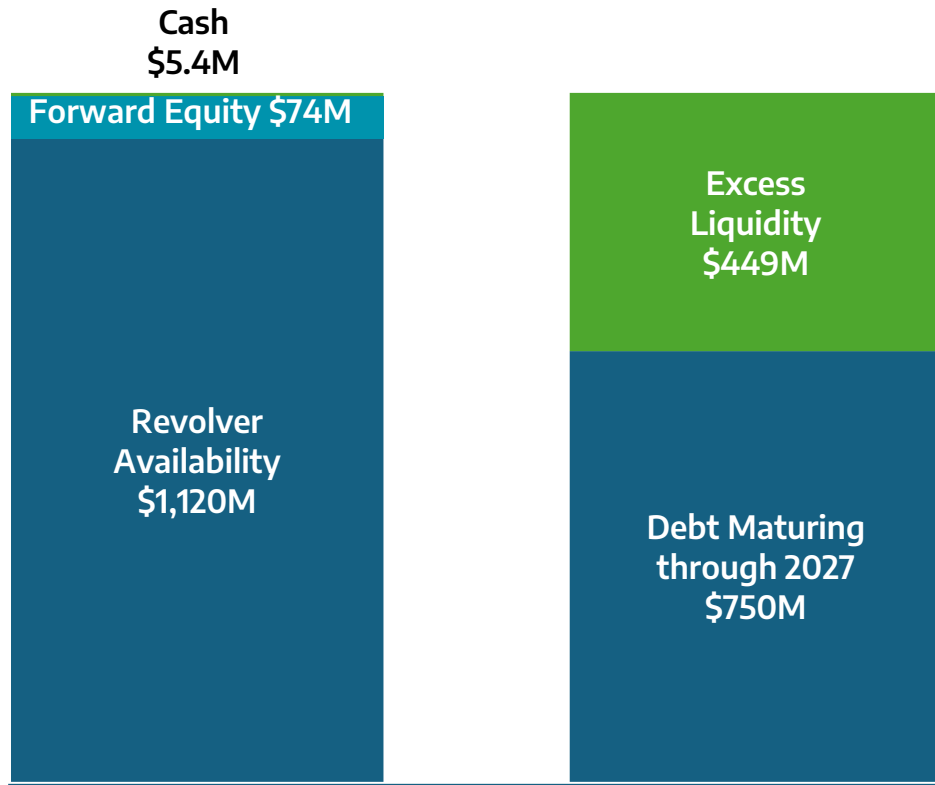 Cash
$5.4M
Forward Equity $74M
Revolver
Availability
$1,120M
Excess
Liquidity
$449M
Debt Maturing
through 2027
$750M